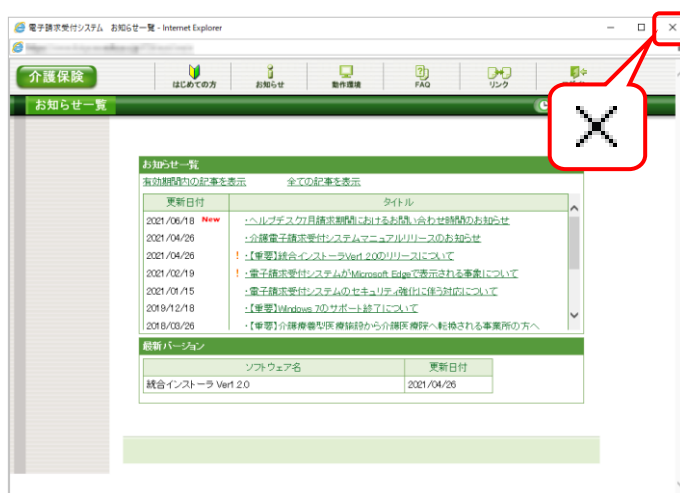 電子請求受付システム お知らせ一覧 - Internet Explorer
介護保険
はじめての方 お知らせ 動作環境 FAQ リンク
お知らせ一覧
お知らせ一覧
有効期間内の記事を表示 全ての記事を表示
更新日付 タイトル
2021/06/18 New ・ヘルプデスク7月請求期間におけるお問い合わせ時間のお知らせ
2021/04/26 ・介護電子請求受付システムマニュアルリリースのお知らせ
2021/04/26 ! ・【重要】統合インストーラVer1.2.0のリリースについて
2021/02/19 ! ・電子請求受付システムがMicrosoft Edgeで表示される事象について
2021/01/15 ・電子請求受付システムのセキュリティ強化に伴う対応について
2019/12/18 ・【重要】Windows 7のサポート終了について
2018/03/26 ・【重要】介護療養型医療施設から介護医療院へ転換される事業所の方へ
最新バージョン
ソフトウェア名 更新日付
統合インストーラ Ver1.2.0 2021/04/26